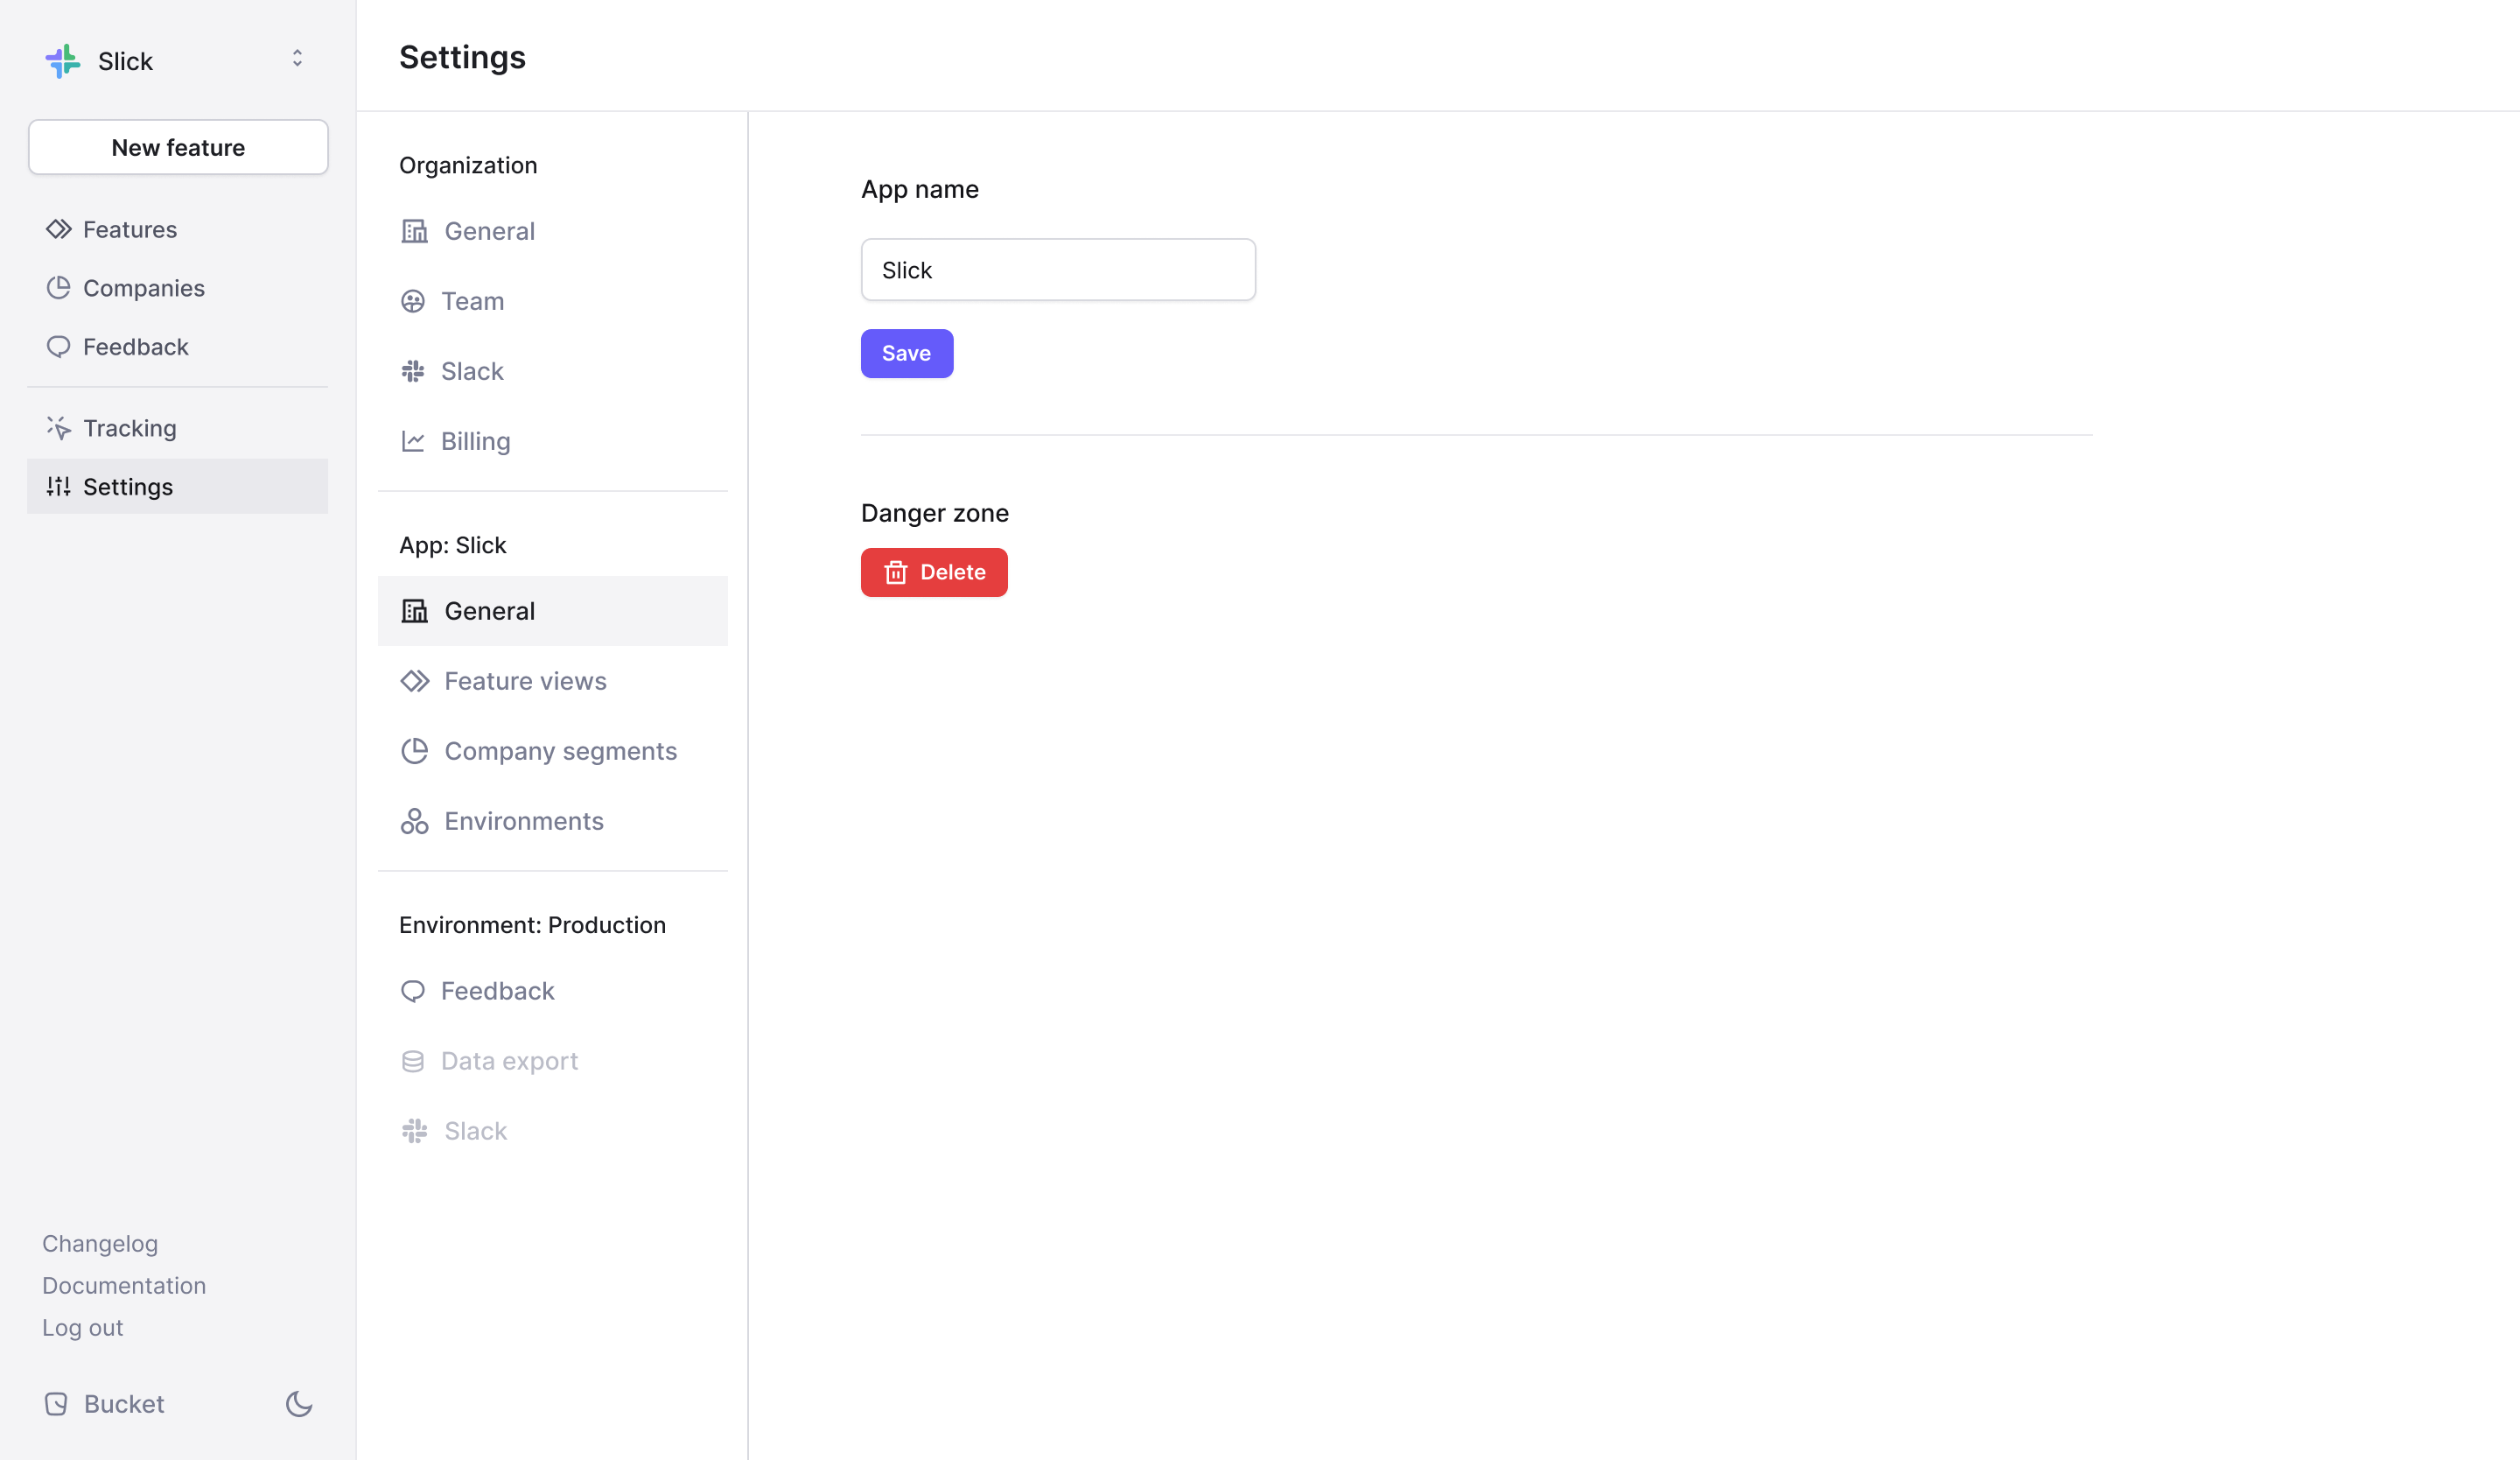 Slick
New feature
Features
Companies
Feedback
Tracking
Settings
Changelog
Documentation
Log out
Bucket
Settings
Organization
General
Team
Slack
Billing
App: Slick
General
Feature views
Company segments
Environments
Environment: Production
Feedback
Data export
Slack
App name
Slick
Save
Danger zone
Delete